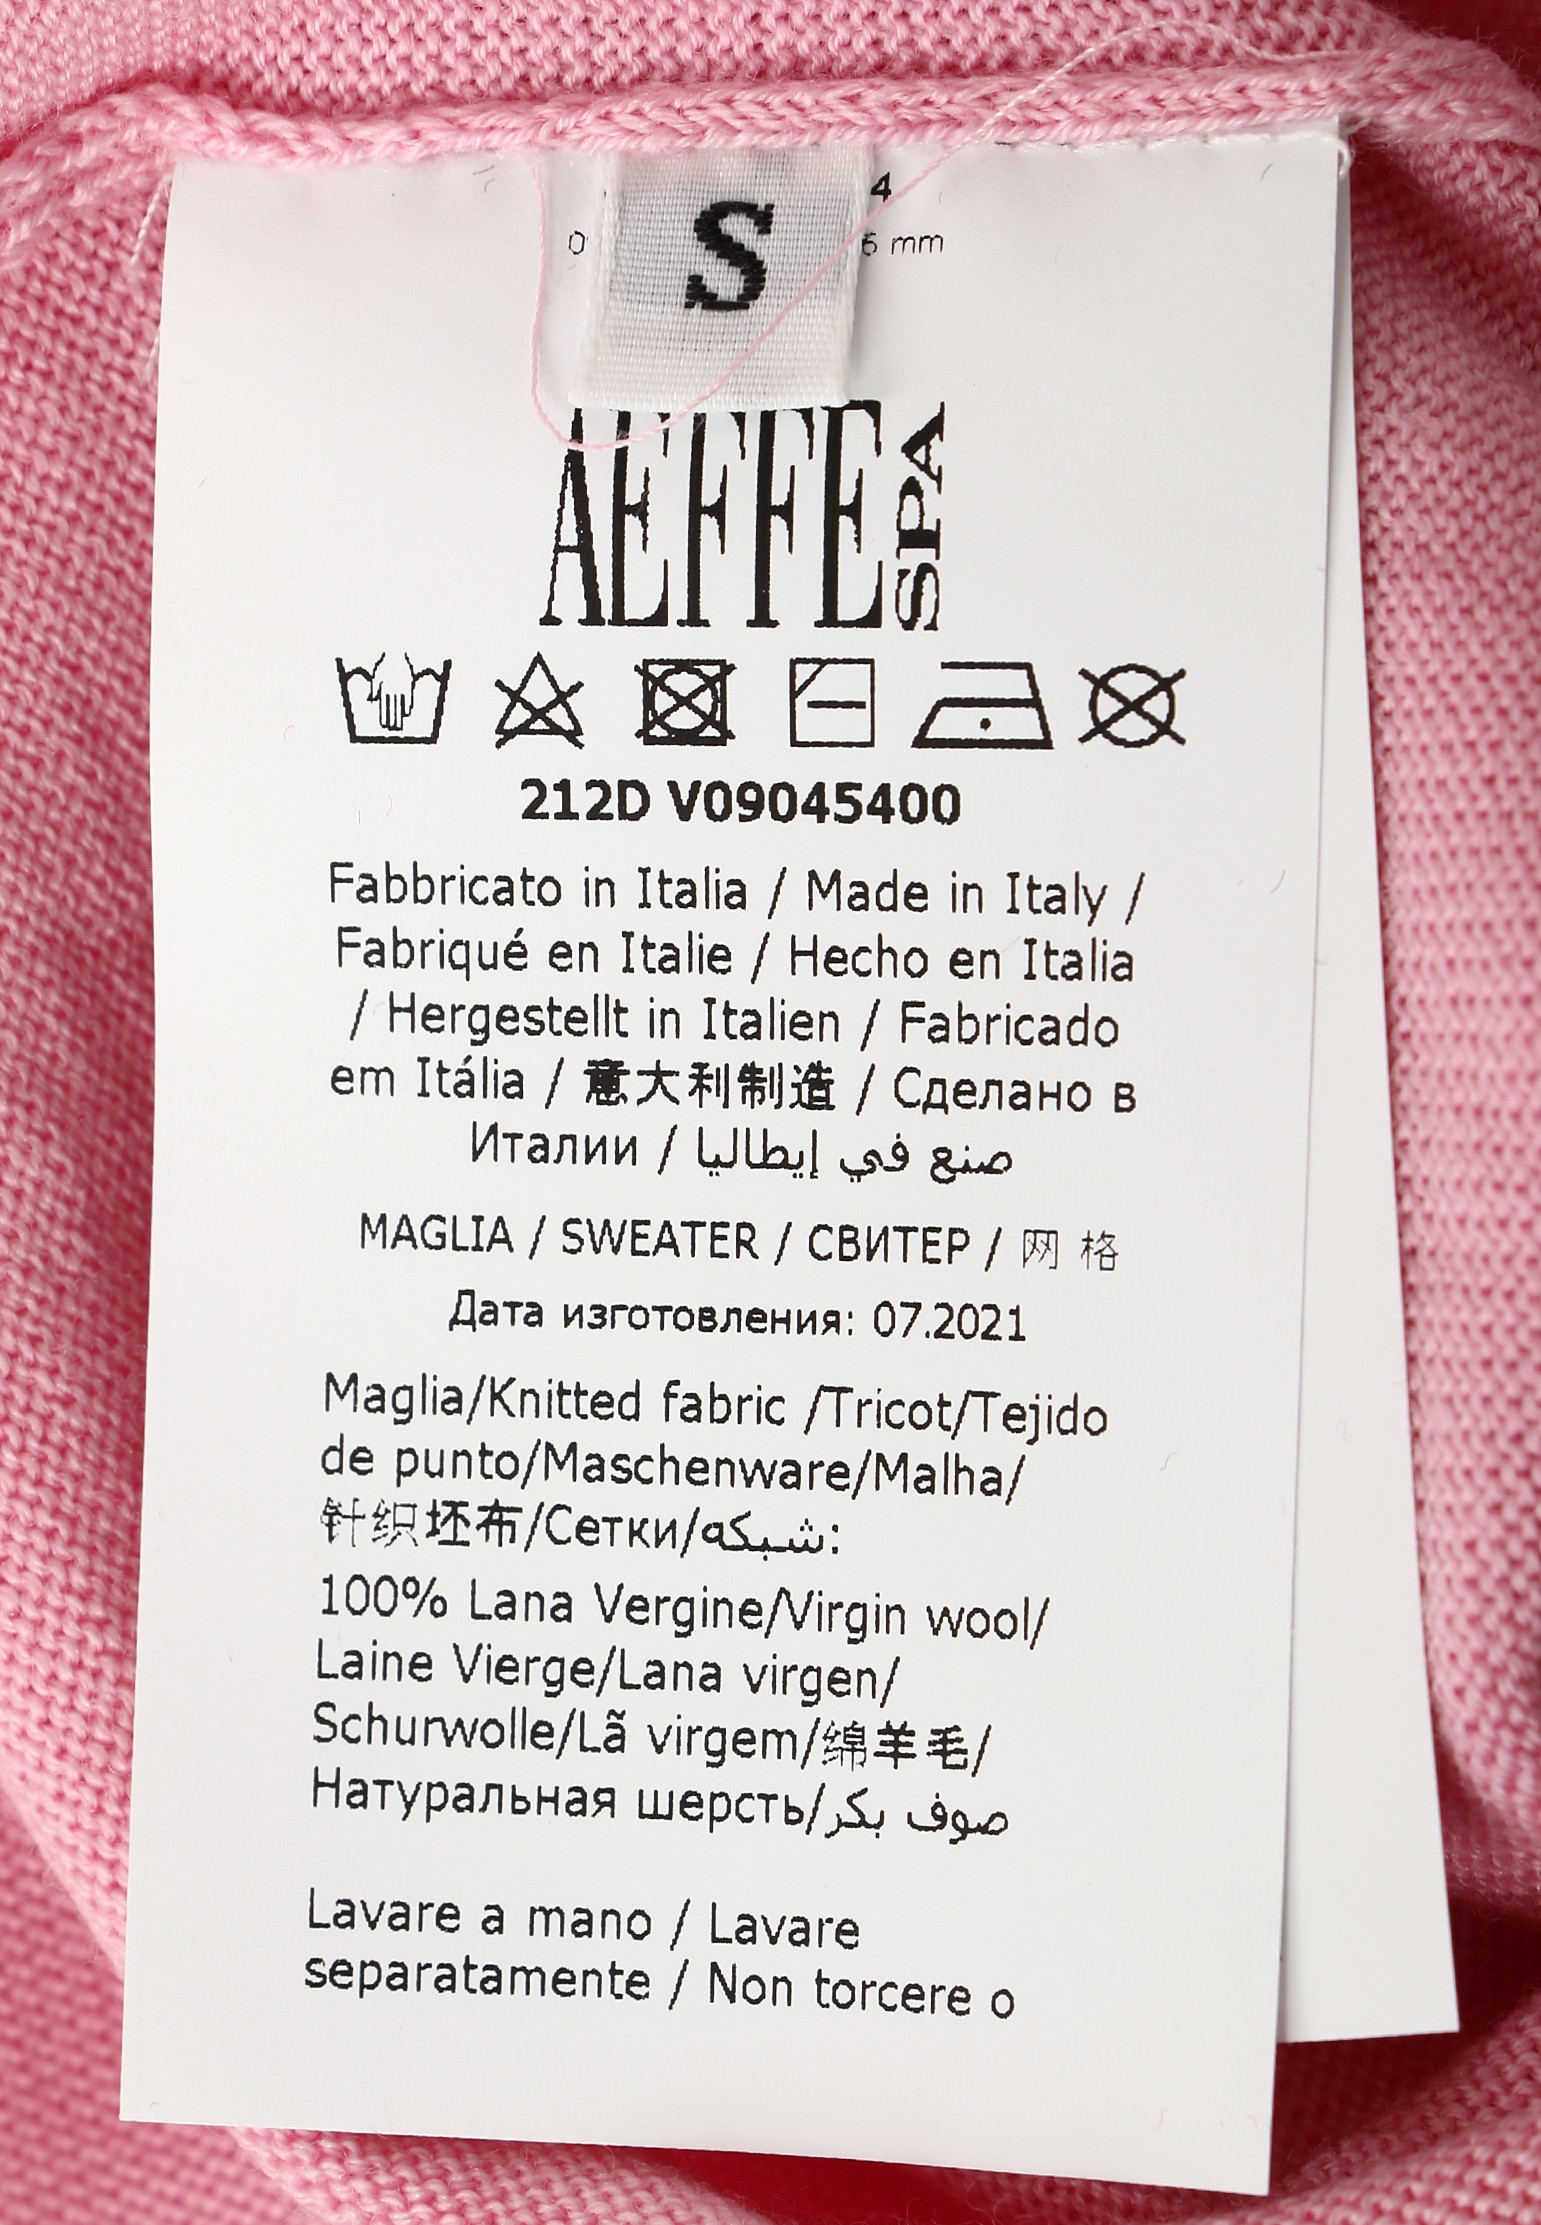 4
S
mm
AEFFE SPA
212D V09045400
Fabbricato in Italia / Made in Italy /
Fabriqué en Italie / Hecho en Italia
/ Hergestellt in Italien / Fabricado
em Itália / 意大利制造 / Сделано в
Италии / صنع في إيطاليا
MAGLIA / SWEATER / СВИТЕР / 网 格
Дата изготовления: 07.2021
Maglia/Knitted fabric /Tricot/Tejido
de punto/Maschenware/Malha/
针织坯布/Сетки/شبكه:
100% Lana Vergine/Virgin wool/
Laine Vierge/Lana virgen/
Schurwolle/Lã virgem/绵羊毛/
Натуральная шерсть/صوف بكر
Lavare a mano / Lavare
separatamente / Non torcere o